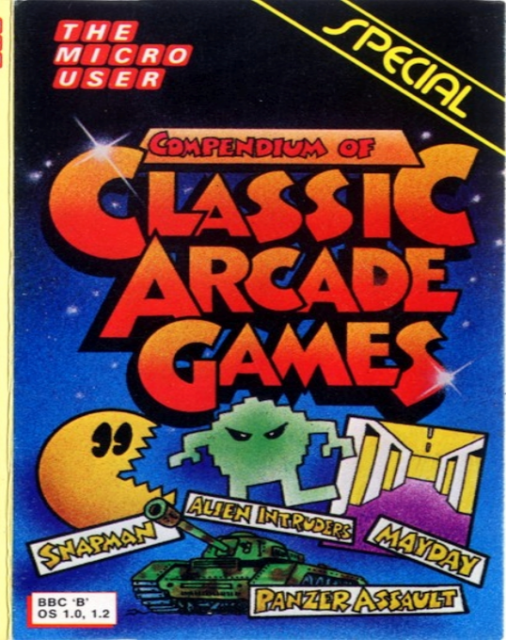 THE
MICRO
USER
SPECIAL
COMPENDIUM OF
CLASSIC
ARCADE
GAMES
SNAPMAN
ALIEN INTRUDERS
MAYDAY
PANZER ASSAULT
BBC 'B'
OS 1.0, 1.2